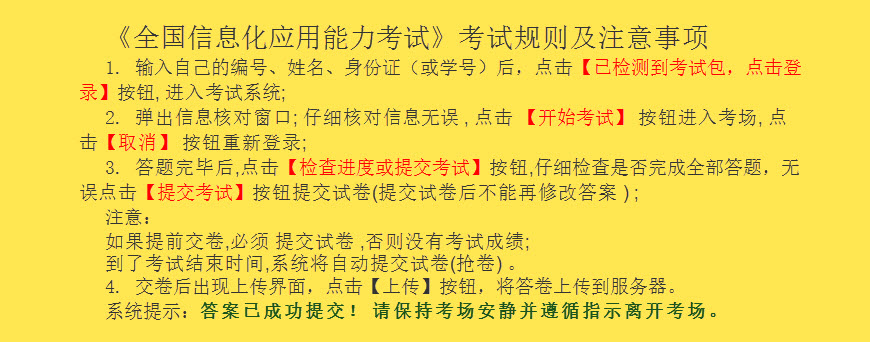 《全国信息化应用能力考试》考试规则及注意事项
1. 输入自己的编号、姓名、身份证（或学号）后，点击【已检测到考试包，点击登
录】按钮, 进入考试系统;
2. 弹出信息核对窗口; 仔细核对信息无误 , 点击 【开始考试】 按钮进入考场, 点
击【取消】 按钮重新登录;
3. 答题完毕后,点击【检查进度或提交考试】按钮,仔细检查是否完成全部答题，无
误点击【提交考试】按钮提交试卷(提交试卷后不能再修改答案 ) ;
注意：
如果提前交卷,必须 提交试卷 ,否则没有考试成绩;
到了考试结束时间,系统将自动提交试卷(抢卷) 。
4. 交卷后出现上传界面，点击【上传】按钮，将答卷上传到服务器。
系统提示：答案已成功提交！ 请保持考场安静并遵循指示离开考场。